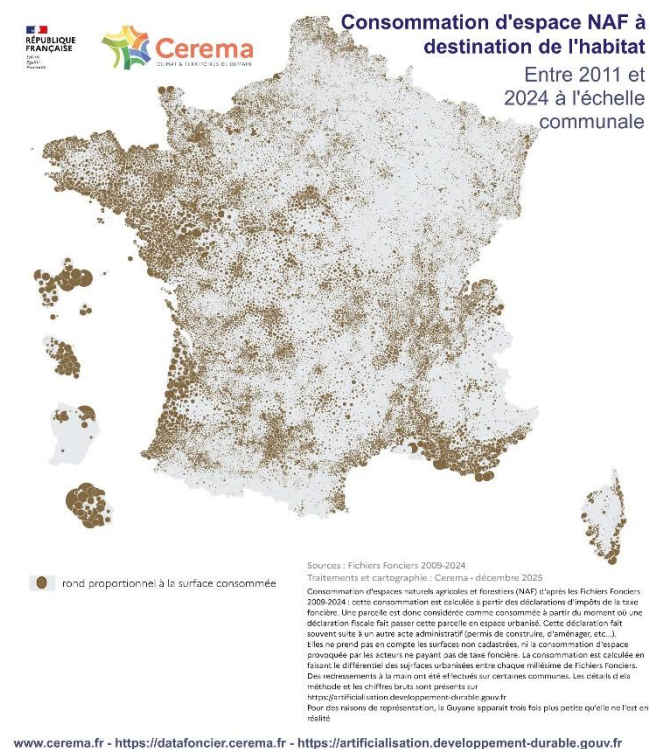 RÉPUBLIQUE
FRANÇAISE
Liberté
Égalité
Fraternité
Cerema
CLIMAT & TERRITOIRES DE DEMAIN
Consommation d'espace NAF à
destination de l'habitat
Entre 2011 et
2024 à l'échelle
communale
rond proportionnel à la surface consommée
Sources : Fichiers Fonciers 2009-2024
Traitements et cartographie : Cerema - décembre 2025
Consommation d'espaces naturels agricoles et forestiers (NAF) d'après les Fichiers Fonciers
2009-2024 : cette consommation est calculée à partir des déclarations d'impôts de la taxe
foncière. Une parcelle est donc considérée comme consommée à partir du moment où une
déclaration fiscale fait passer cette parcelle en espace urbanisé. Cette déclaration fait
souvent suite à un autre acte administratif (permis de construire, d'aménager, etc...).
Elles ne prend pas en compte les surfaces non cadastrées, ni la consommation d'espace
provoquée par les acteurs ne payant pas de taxe foncière. La consommation est calculée en
faisant le différentiel des sojrfaces urbanisées entre chaque millésime de Fichiers Fonciers.
Des redressements à la main ont été effectués sur certaines communes. Les détails d ela
méthode et les chiffres bruts sont présents sur
https://artificialisation.developpement-durable.gouv.fr
Pour des raisons de représentation, la Guyane apparait trois fois plus petite qu'elle ne l'est en
réalité
www.cerema.fr - https://datafoncier.cerema.fr - https://artificialisation.developpement-durable.gouv.fr